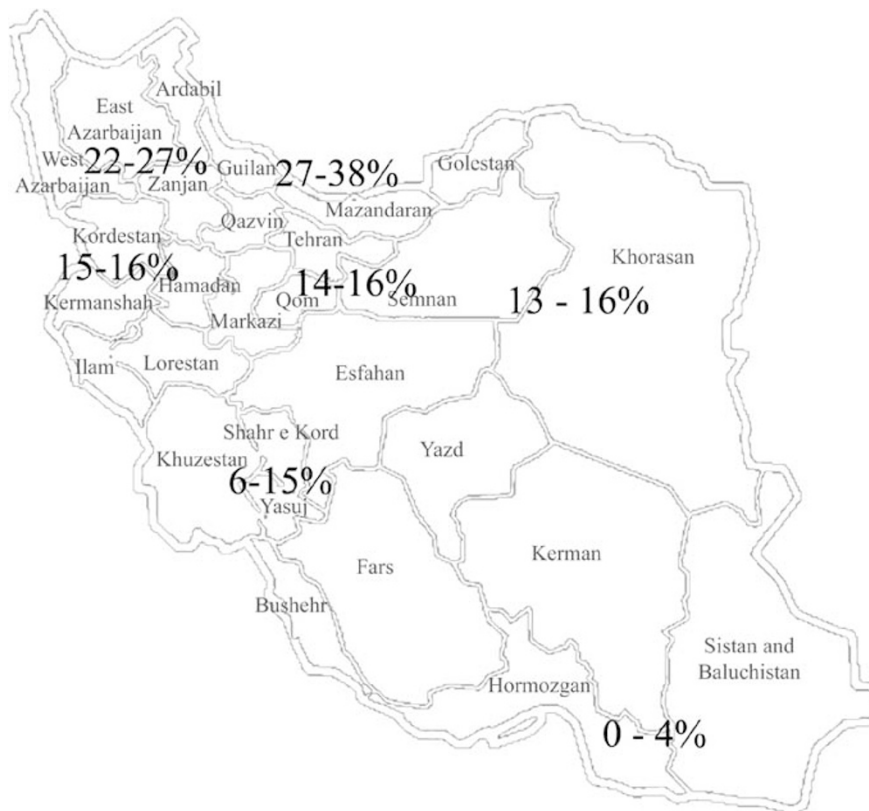 Ardabil
East
Azarbaijan
West
Azarbaijan
22-27%
Zanjan
Guilan
27-38%
Golestan
Mazandaran
Qazvin
Tehran
Kordestan
15-16%
Kermanshah
Hamadan
Markazi
Qom
14-16%
Semnan
13 - 16%
Khorasan
Ilam
Lorestan
Esfahan
Shahr e Kord
Khuzestan
6-15%
Yasuj
Yazd
Fars
Kerman
Bushehr
Hormozgan
Sistan and
Baluchistan
0 - 4%